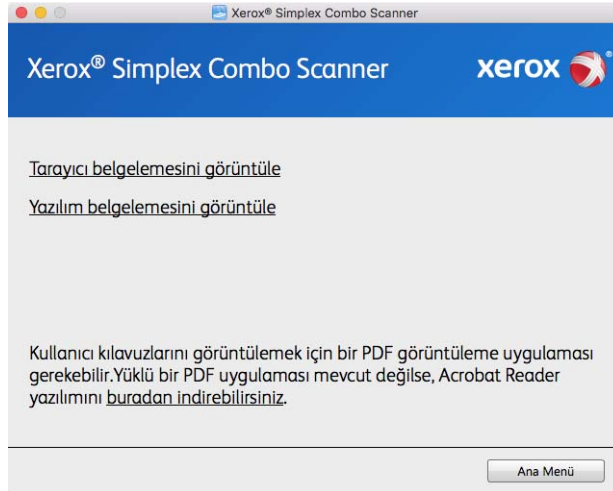 Xerox® Simplex Combo Scanner
Xerox® Simplex Combo Scanner
xerox
Tarayıcı belgelemesini görüntüle
Yazılım belgelemesini görüntüle
Kullanıcı kılavuzlarını görüntülemek için bir PDF görüntüleme uygulaması
gerekebilir.Yüklü bir PDF uygulaması mevcut değilse, Acrobat Reader
yazılımını buradan indirebilirsiniz.
Ana Menü